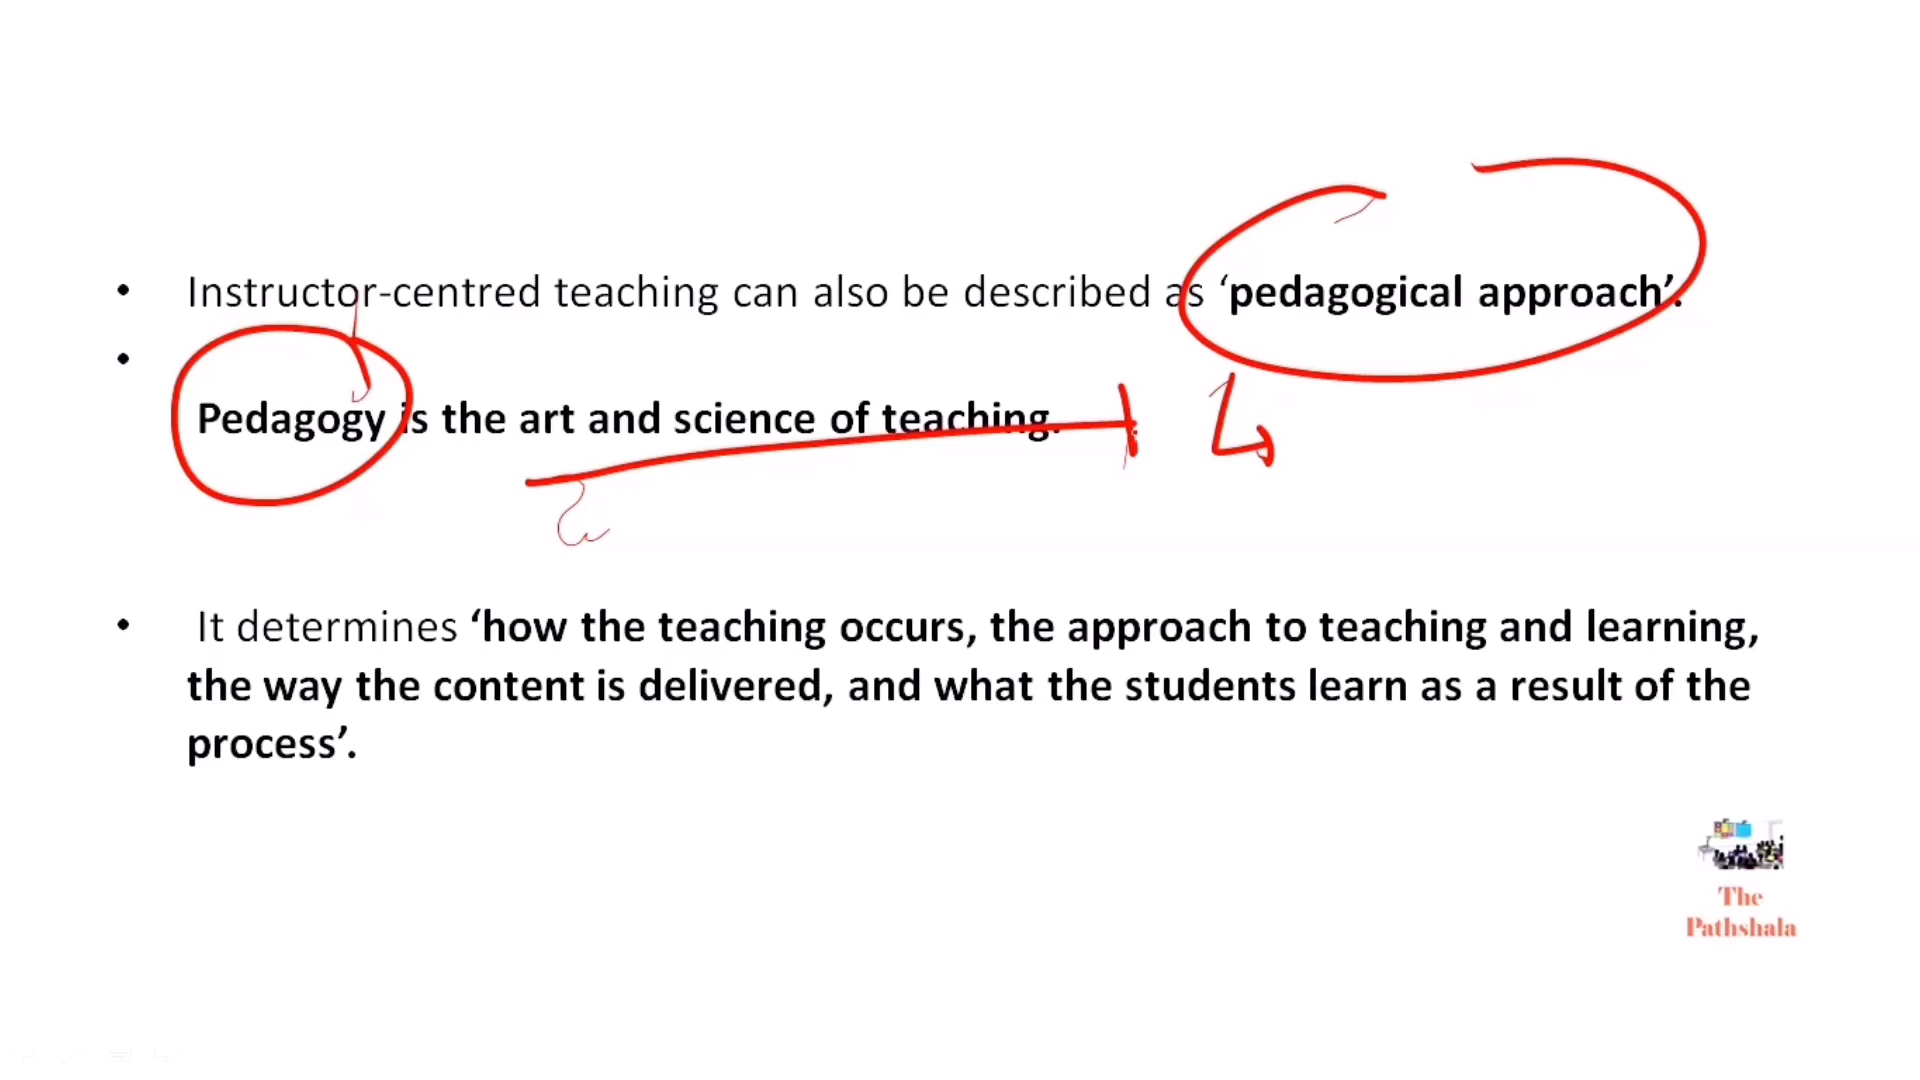 • Instructor-centred teaching can also be described as ‘pedagogical approach’.
•
Pedagogy is the art and science of teaching.
• It determines ‘how the teaching occurs, the approach to teaching and learning,
the way the content is delivered, and what the students learn as a result of the
process’.
The
Pathshala